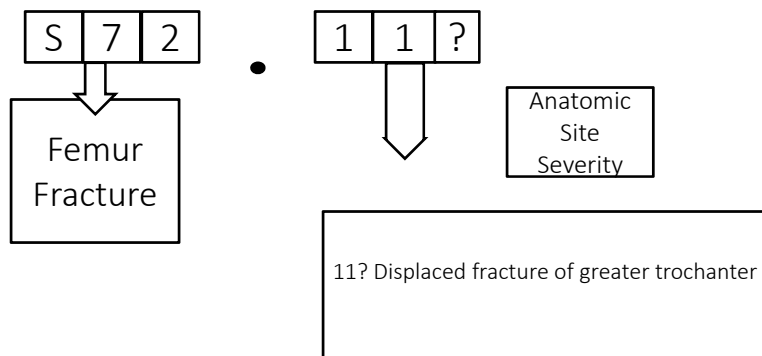 S 7 2 • 1 1 ?
Femur
Fracture
Anatomic
Site
Severity
11? Displaced fracture of greater trochanter